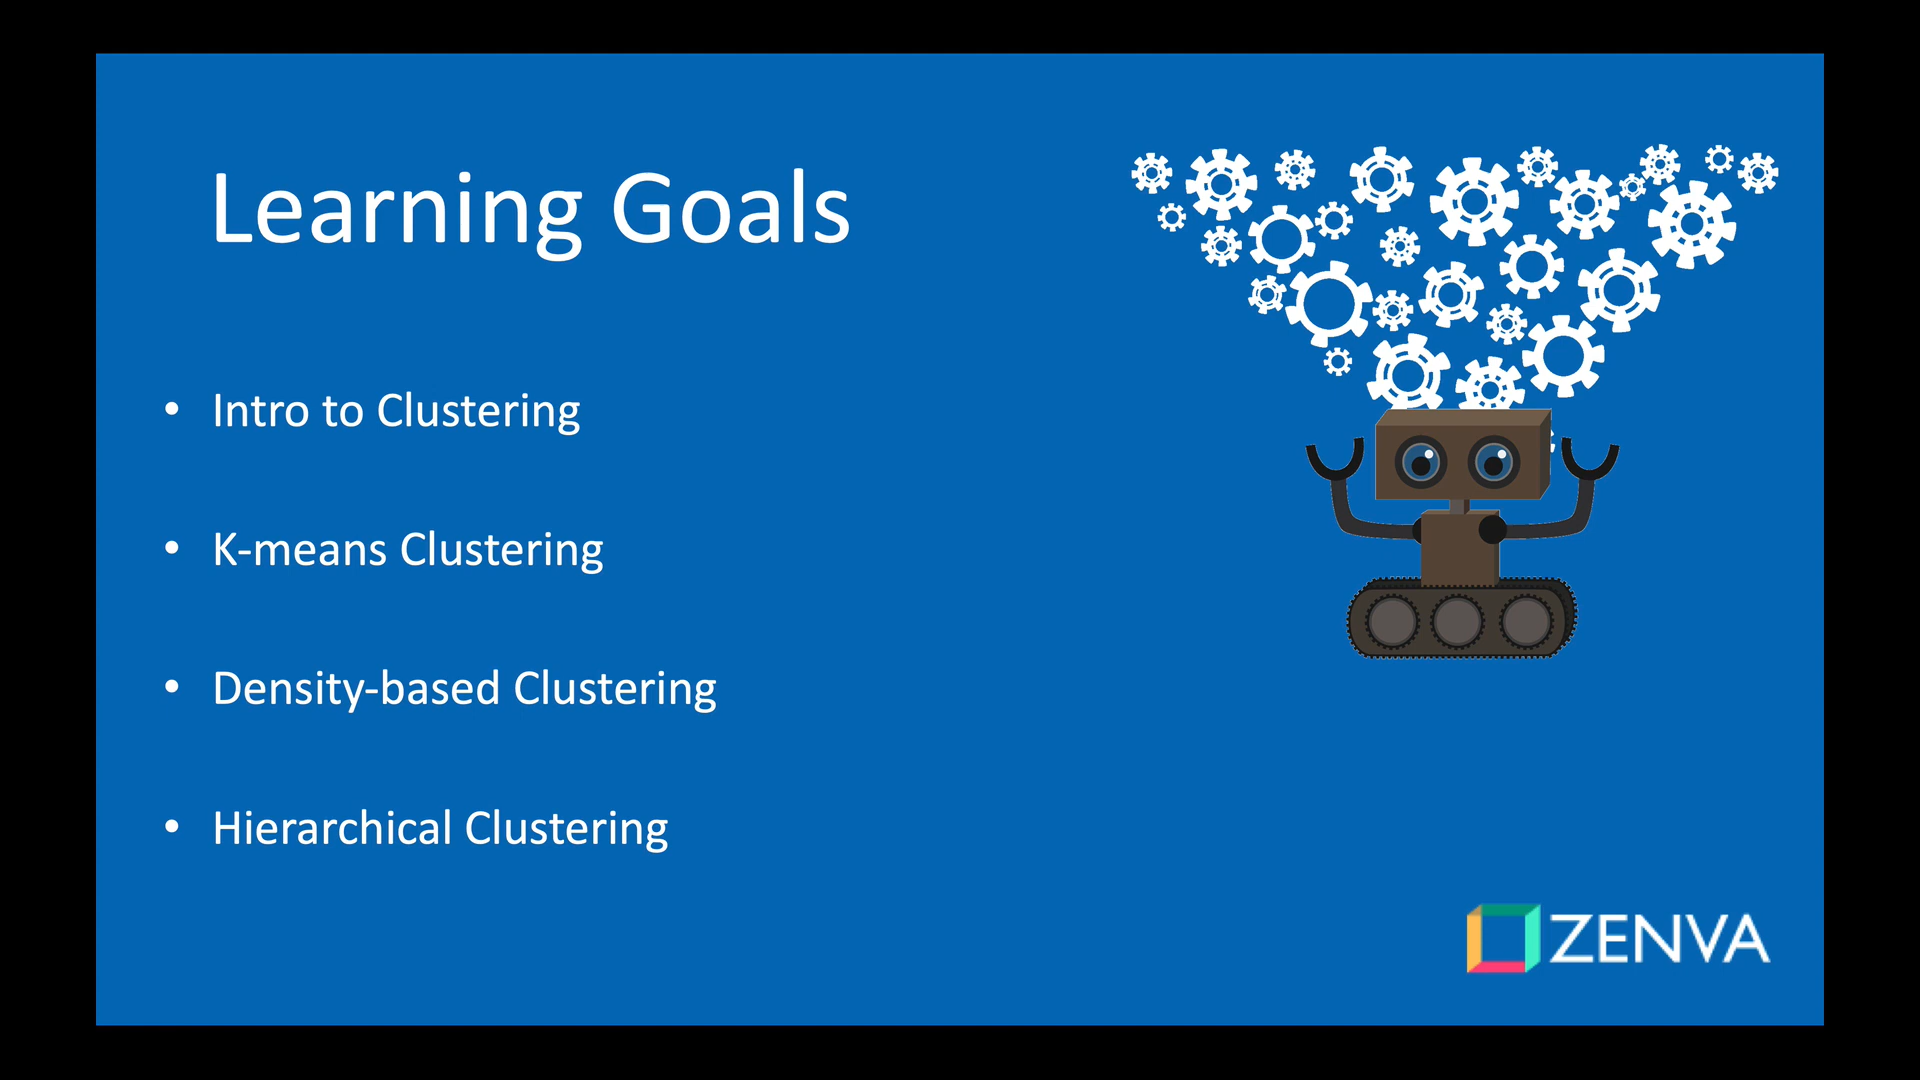 Learning Goals
• Intro to Clustering
• K-means Clustering
• Density-based Clustering
• Hierarchical Clustering
ZENVA